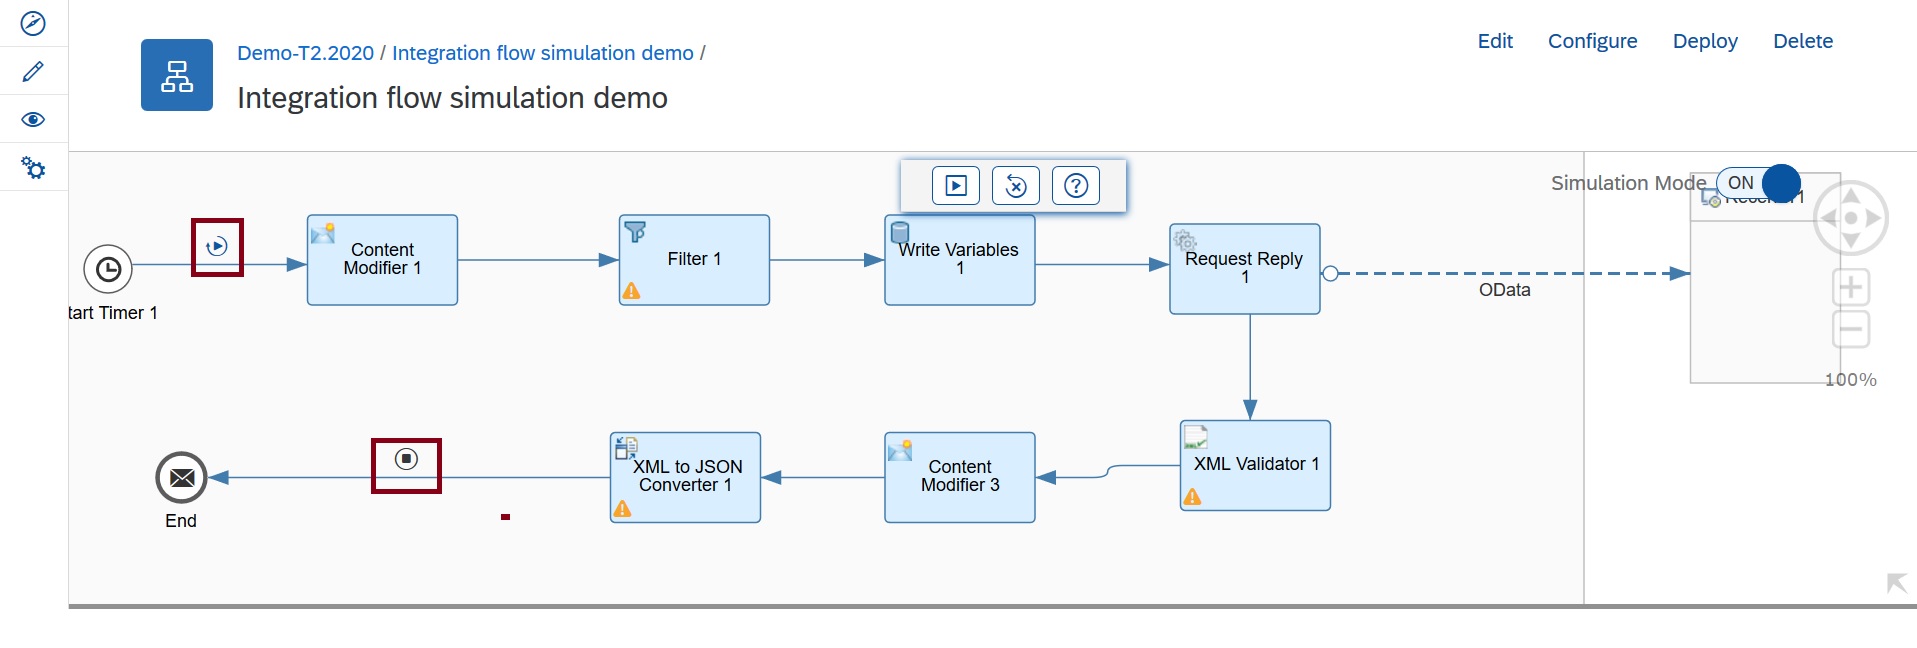 Demo-T2.2020 / Integration flow simulation demo /
Integration flow simulation demo
Edit Configure Deploy Delete
Simulation Mode ON
Content
Modifier 1
Filter 1
Write Variables
1
Request Reply
1
OData
tart Timer 1
100%
XML to JSON
Converter 1
Content
Modifier 3
XML Validator 1
End